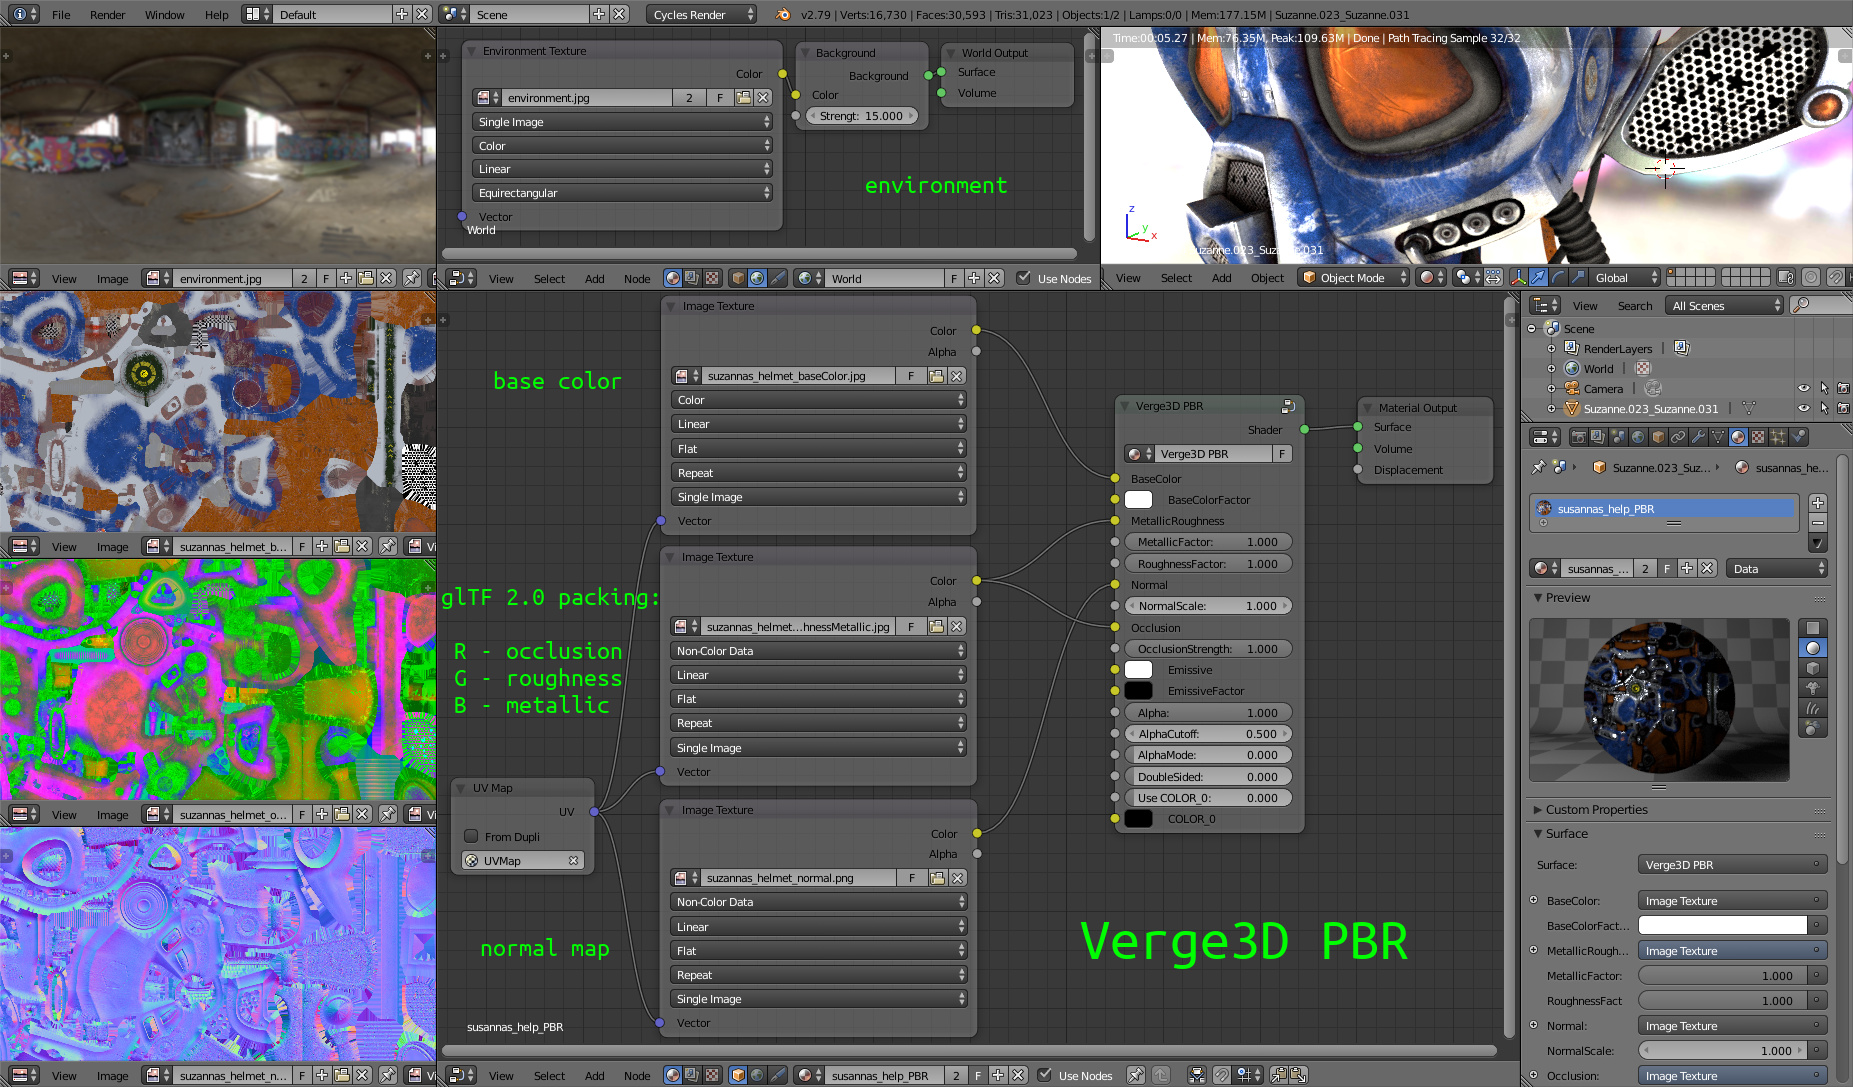 File Render Window Help Default Scene Cycles Render v2.79 | Verts:16,730 | Faces:30,593 | Tris:31,023 | Objects:1/2 | Lamps:0/0 | Mem:177.15M | Suzanne.023_Suzanne.031
Environment Texture
Color
environment.jpg 2 F
Single Image
Color
Linear
Equirectangular
Vector
World
Background
Background
Color
Strengt: 15.000
World Output
Surface
Volume
environment
Time:00:05.27 | Mem:76.35M, Peak:109.63M | Done | Path Tracing Sample 32/32
z
y
x
uzanne.023_Suzanne.031
View Image environment.jpg 2 F
View Select Add Node World F Use Nodes
View Select Add Object Object Mode Global
base color
Image Texture
Color
Alpha
suzannas_helmet_baseColor.jpg F
Color
Linear
Flat
Repeat
Single Image
Vector
View Image suzannas_helmet_b... F Vi
glTF 2.0 packing:
R - occlusion
G - roughness
B - metallic
Image Texture
Color
Alpha
suzannas_helmet...hnessMetallic.jpg F
Non-Color Data
Linear
Flat
Repeat
Single Image
Vector
UV Map
UV
From Dupli
UVMap
View Image suzannas_helmet_o... F Vi
Image Texture
Color
Alpha
suzannas_helmet_normal.png F
Non-Color Data
Linear
Flat
Repeat
Single Image
Vector
normal map
susannas_help_PBR
Verge3D PBR
Shader
Verge3D PBR F
BaseColor
BaseColorFactor
MetallicRoughness
MetallicFactor: 1.000
RoughnessFactor: 1.000
Normal
NormalScale: 1.000
Occlusion
OcclusionStrength: 1.000
Emissive
EmissiveFactor
Alpha: 1.000
AlphaCutoff: 0.500
AlphaMode: 0.000
DoubleSided: 0.000
Use COLOR_0: 0.000
COLOR_0
Material Output
Surface
Volume
Displacement
Verge3D PBR
View Image suzannas_helmet_n... F Vi
View Select Add Node susannas_help_PBR 2 F Use Nodes
View Search All Scenes
Scene
RenderLayers |
World |
Camera |
Suzanne.023_Suzanne.031 |
Suzanne.023_Suz... susannas_he...
susannas_help_PBR
susannas_... 2 F Data
Preview
Custom Properties
Surface
Surface: Verge3D PBR
BaseColor: Image Texture
BaseColorFact...
MetallicRough... Image Texture
MetallicFactor: 1.000
RoughnessFact 1.000
Normal: Image Texture
NormalScale: 1.000
Occlusion: Image Texture